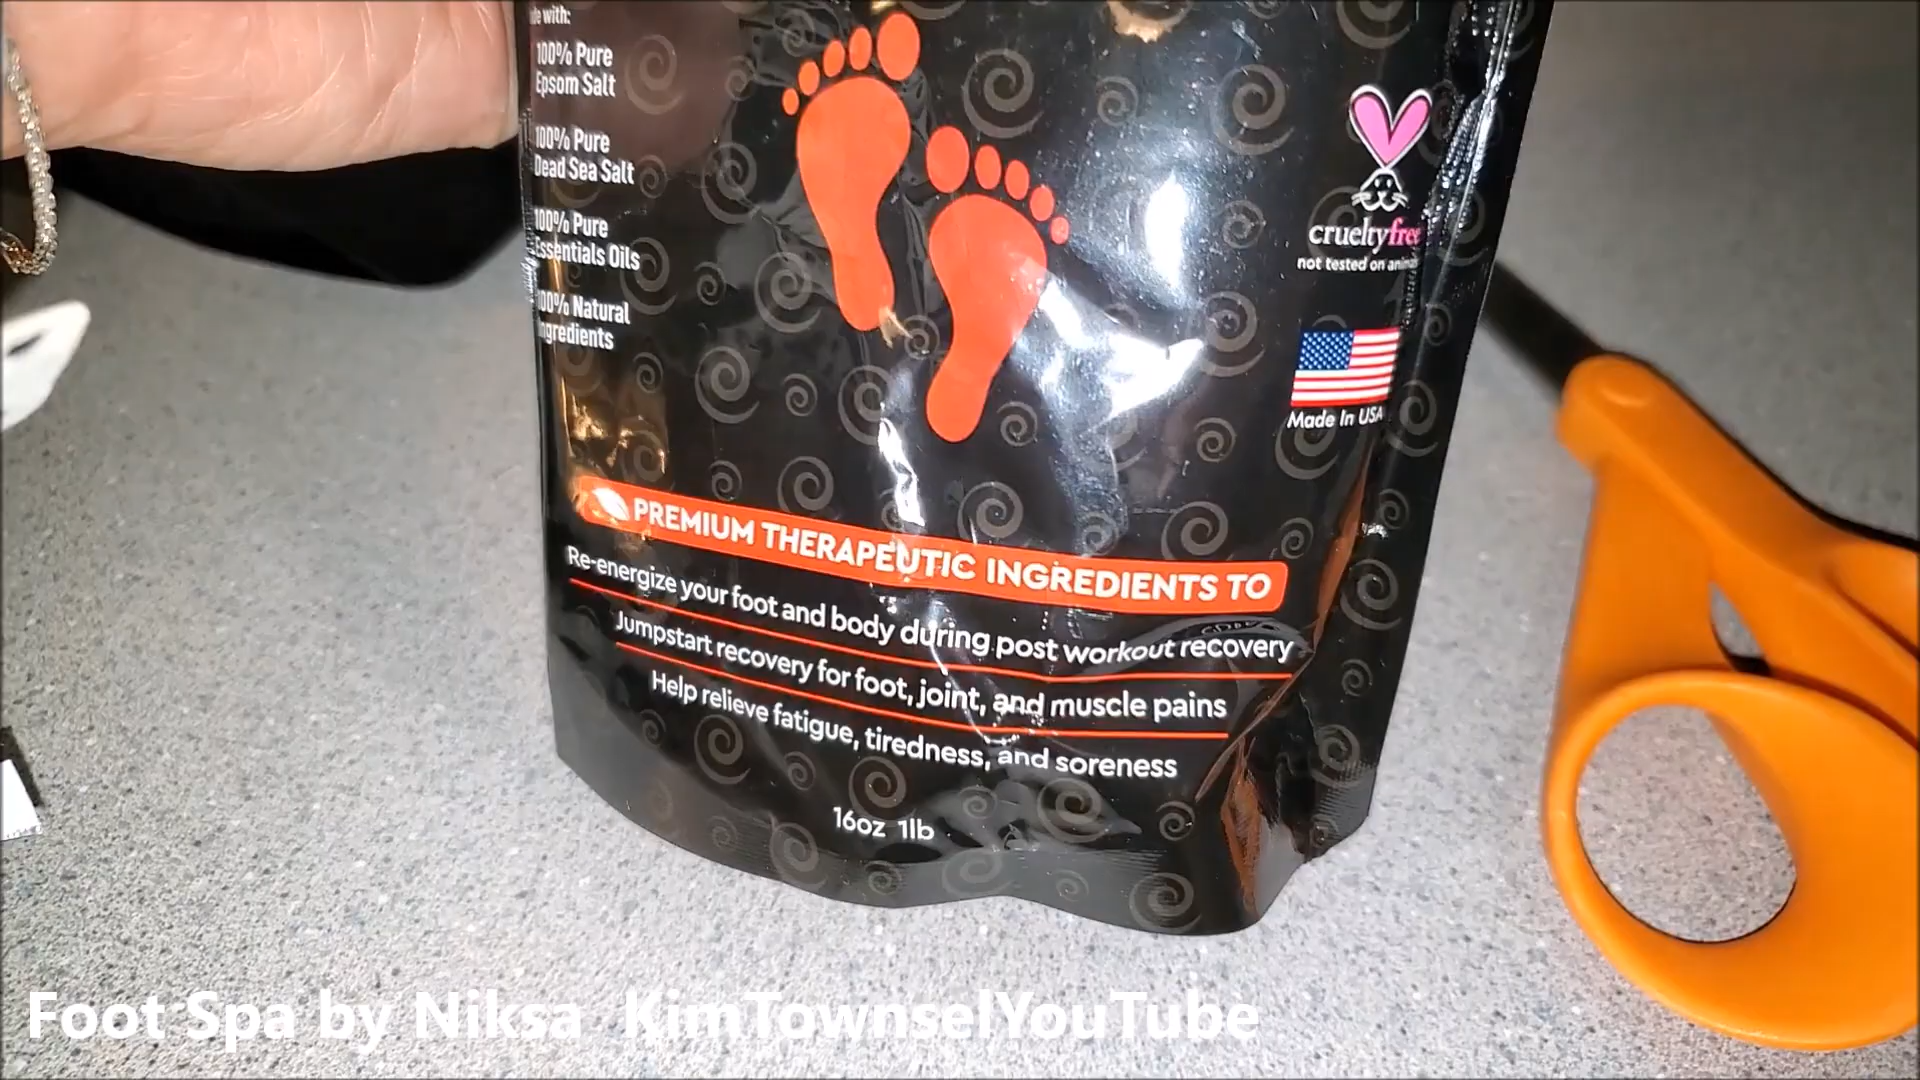 with:
100% Pure
Epsom Salt
100% Pure
Dead Sea Salt
100% Pure
Essentials Oils
100% Natural
Ingredients
crueltyfree
not tested on
Made In USA
PREMIUM THERAPEUTIC INGREDIENTS TO
Re-energize your foot and body during post workout recovery
Jumpstart recovery for foot, joint, and muscle pains
Help relieve fatigue, tiredness, and soreness
16oz 1lb
Foot Spa by Niksa KimTownselYouTube